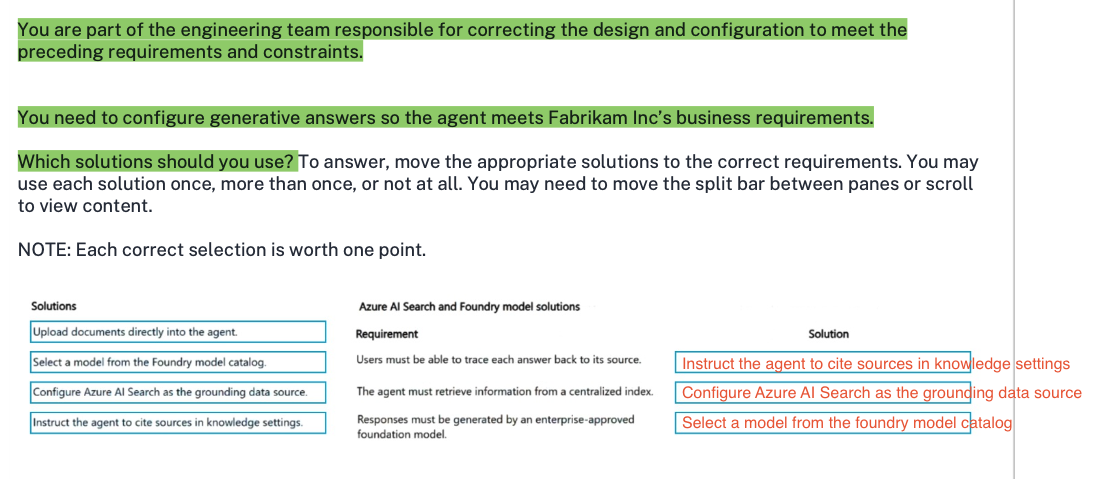 You are part of the engineering team responsible for correcting the design and configuration to meet the
preceding requirements and constraints.
You need to configure generative answers so the agent meets Fabrikam Inc's business requirements.
Which solutions should you use? To answer, move the appropriate solutions to the correct requirements. You may
use each solution once, more than once, or not at all. You may need to move the split bar between panes or scroll
to view content.
NOTE: Each correct selection is worth one point.
Solutions
Upload documents directly into the agent.
Select a model from the Foundry model catalog.
Configure Azure AI Search as the grounding data source.
Instruct the agent to cite sources in knowledge settings.
Azure AI Search and Foundry model solutions
Requirement
Solution
Users must be able to trace each answer back to its source.
Instruct the agent to cite sources in knowledge settings
The agent must retrieve information from a centralized index.
Configure Azure AI Search as the grounding data source
Responses must be generated by an enterprise-approved
foundation model.
Select a model from the foundry model catalog